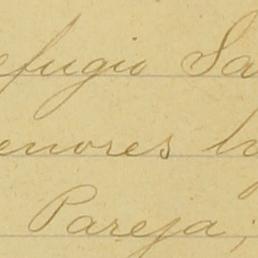 efugio Sa
enores h
Pareja;